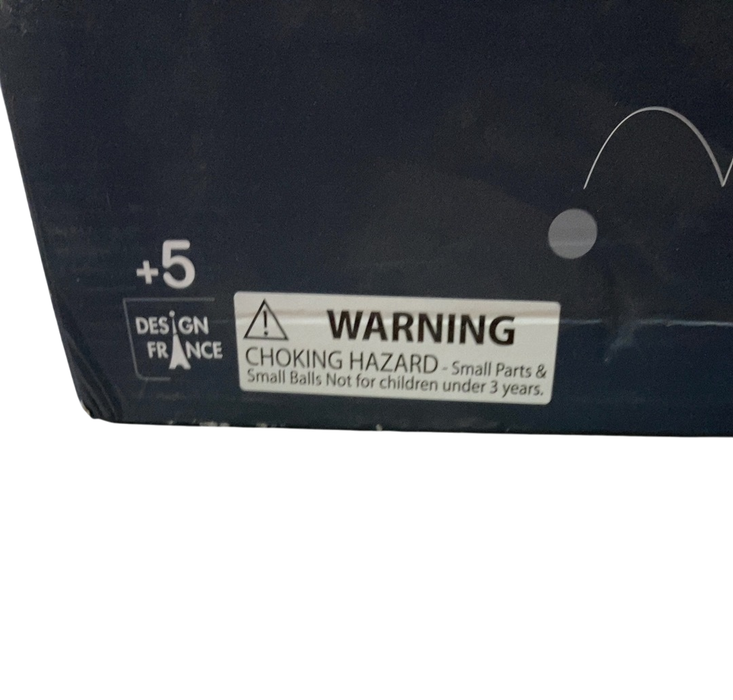 +5
DESiGN
FRANCE
WARNING
CHOKING HAZARD - Small Parts &
Small Balls Not for children under 3 years.